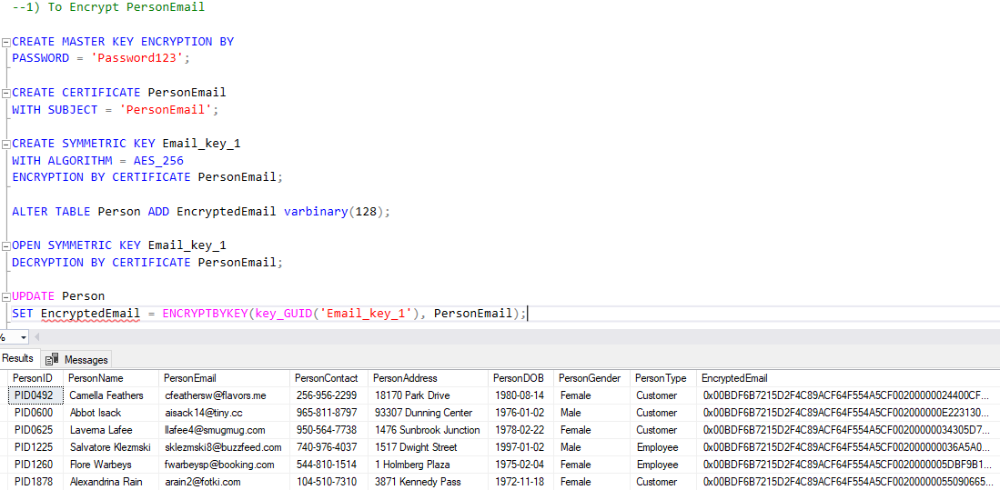 --1) To Encrypt PersonEmail
CREATE MASTER KEY ENCRYPTION BY
PASSWORD = 'Password123';
CREATE CERTIFICATE PersonEmail
WITH SUBJECT = 'PersonEmail';
CREATE SYMMETRIC KEY Email_key_1
WITH ALGORITHM = AES_256
ENCRYPTION BY CERTIFICATE PersonEmail;
ALTER TABLE Person ADD EncryptedEmail varbinary(128);
OPEN SYMMETRIC KEY Email_key_1
DECRYPTION BY CERTIFICATE PersonEmail;
UPDATE Person
SET EncryptedEmail = ENCRYPTBYKEY(key_GUID('Email_key_1'), PersonEmail);
%
Results Messages
PersonID PersonName PersonEmail PersonContact PersonAddress PersonDOB PersonGender PersonType EncryptedEmail
PID0492 Camella Feathers cfeathersw@flavors.me 256-956-2299 18170 Park Drive 1980-08-14 Female Customer 0x00BDF6B7215D2F4C89ACF64F554A5CF00200000024400CF...
PID0600 Abbot Isack aisack14@tiny.cc 965-811-8797 93307 Dunning Center 1976-01-02 Male Customer 0x00BDF6B7215D2F4C89ACF64F554A5CF002000000E223130...
PID0625 Laverna Lafee llafee4@smugmug.com 950-564-7738 1476 Sunbrook Junction 1978-02-22 Female Customer 0x00BDF6B7215D2F4C89ACF64F554A5CF00200000034305D7...
PID1225 Salvatore Klezmski sklezmski8@buzzfeed.com 740-976-4037 1517 Dwight Street 1997-01-02 Male Employee 0x00BDF6B7215D2F4C89ACF64F554A5CF002000000036A5A0...
PID1260 Flore Warbeys fwarbeysp@booking.com 544-810-1514 1 Holmberg Plaza 1975-02-04 Female Employee 0x00BDF6B7215D2F4C89ACF64F554A5CF0020000005DBF9B1...
PID1878 Alexandrina Rain arain2@fotki.com 104-510-7310 3871 Kennedy Pass 1972-11-18 Female Customer 0x00BDF6B7215D2F4C89ACF64F554A5CF00200000055090665...